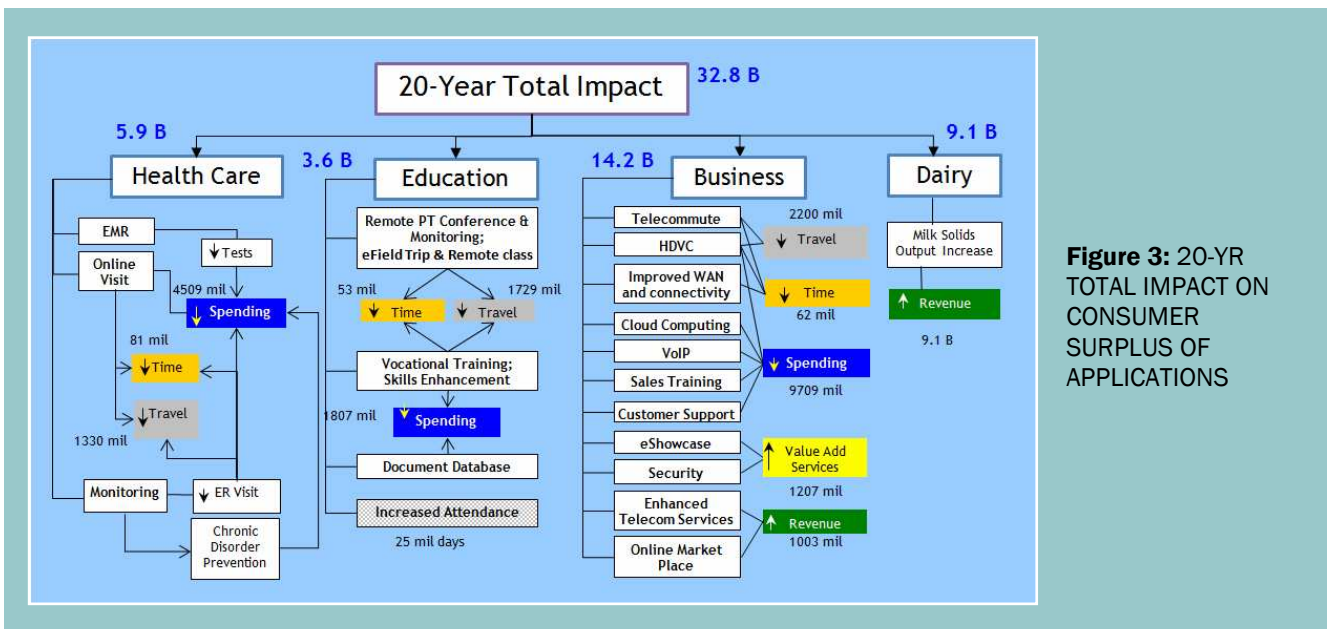 20-Year Total Impact
32.8 B
5.9 B
Health Care
EMR
Tests
Online
Visit
4509 mil
Spending
81 mil
Time
Travel
1330 mil
Monitoring
ER Visit
Chronic
Disorder
Prevention
3.6 B
Education
Remote PT Conference &
Monitoring;
eField Trip & Remote class
53 mil
1729 mil
Time
Travel
Vocational Training;
Skills Enhancement
1807 mil
Spending
Document Database
Increased Attendance
25 mil days
14.2 B
Business
Telecommute
2200 mil
HDVC
Travel
Improved WAN
and connectivity
Time
62 mil
Cloud Computing
VoIP
Spending
Sales Training
9709 mil
Customer Support
eShowcase
Value Add
Services
Security
1207 mil
Enhanced
Telecom Services
Revenue
1003 mil
Online Market
Place
9.1 B
Dairy
Milk Solids
Output Increase
Revenue
9.1 B
Figure 3: 20-YR
TOTAL IMPACT ON
CONSUMER
SURPLUS OF
APPLICATIONS